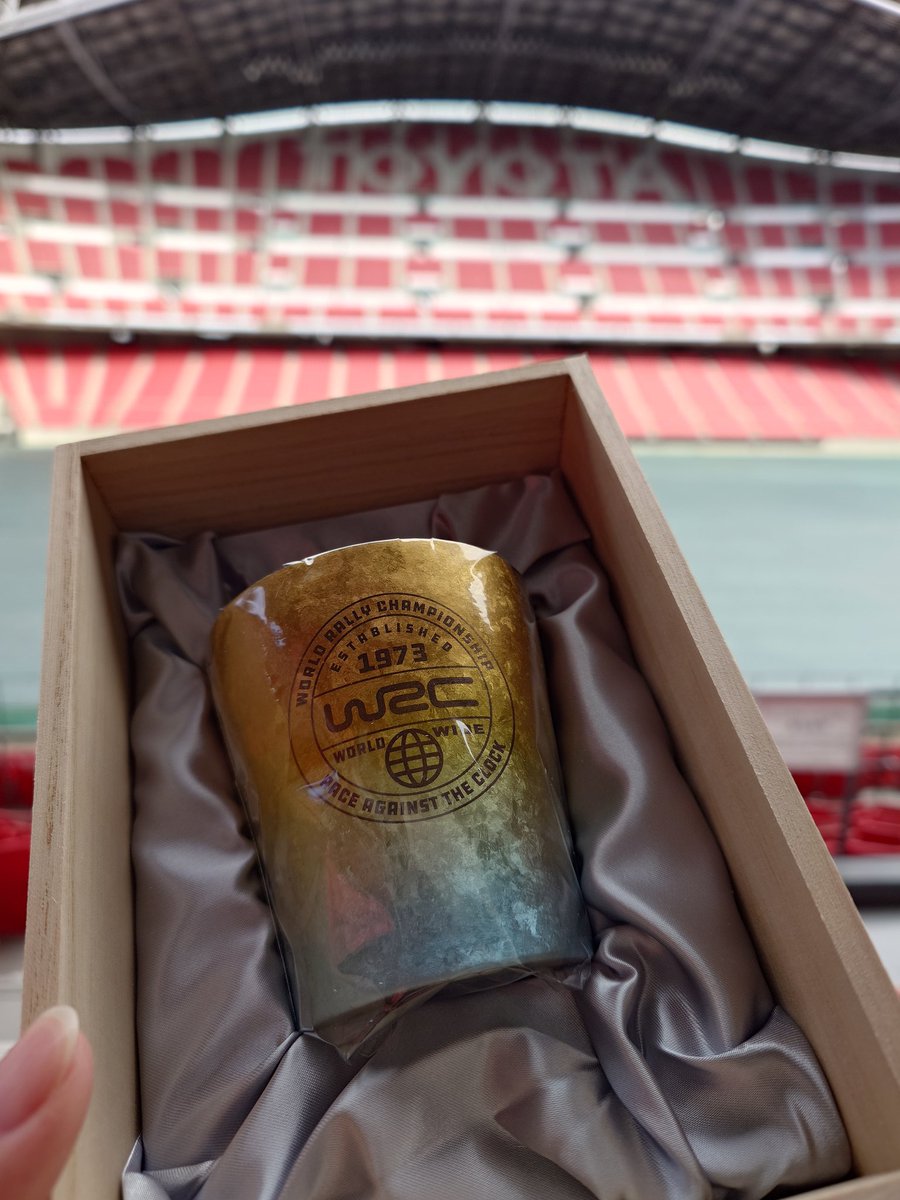 TOYOTA
WORLD RALLY CHAMPIONSHIP
ESTABLISHED
1973
WRC
WORLD WIDE
RACE AGAINST THE CLOCK